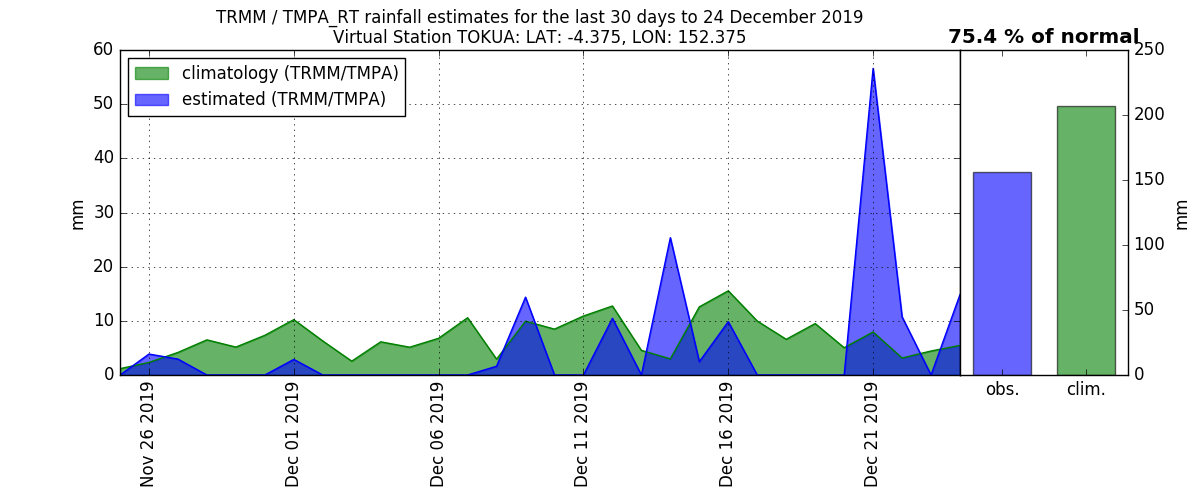 TRMM / TMPA_RT rainfall estimates for the last 30 days to 24 December 2019
Virtual Station TOKUA: LAT: -4.375, LON: 152.375
75.4 % of normal
climatology (TRMM/TMPA)
estimated (TRMM/TMPA)
60
50
40
30
20
10
0
mm
250
200
150
100
50
0
mm
Nov 26 2019
Dec 01 2019
Dec 06 2019
Dec 11 2019
Dec 16 2019
Dec 21 2019
obs.
clim.